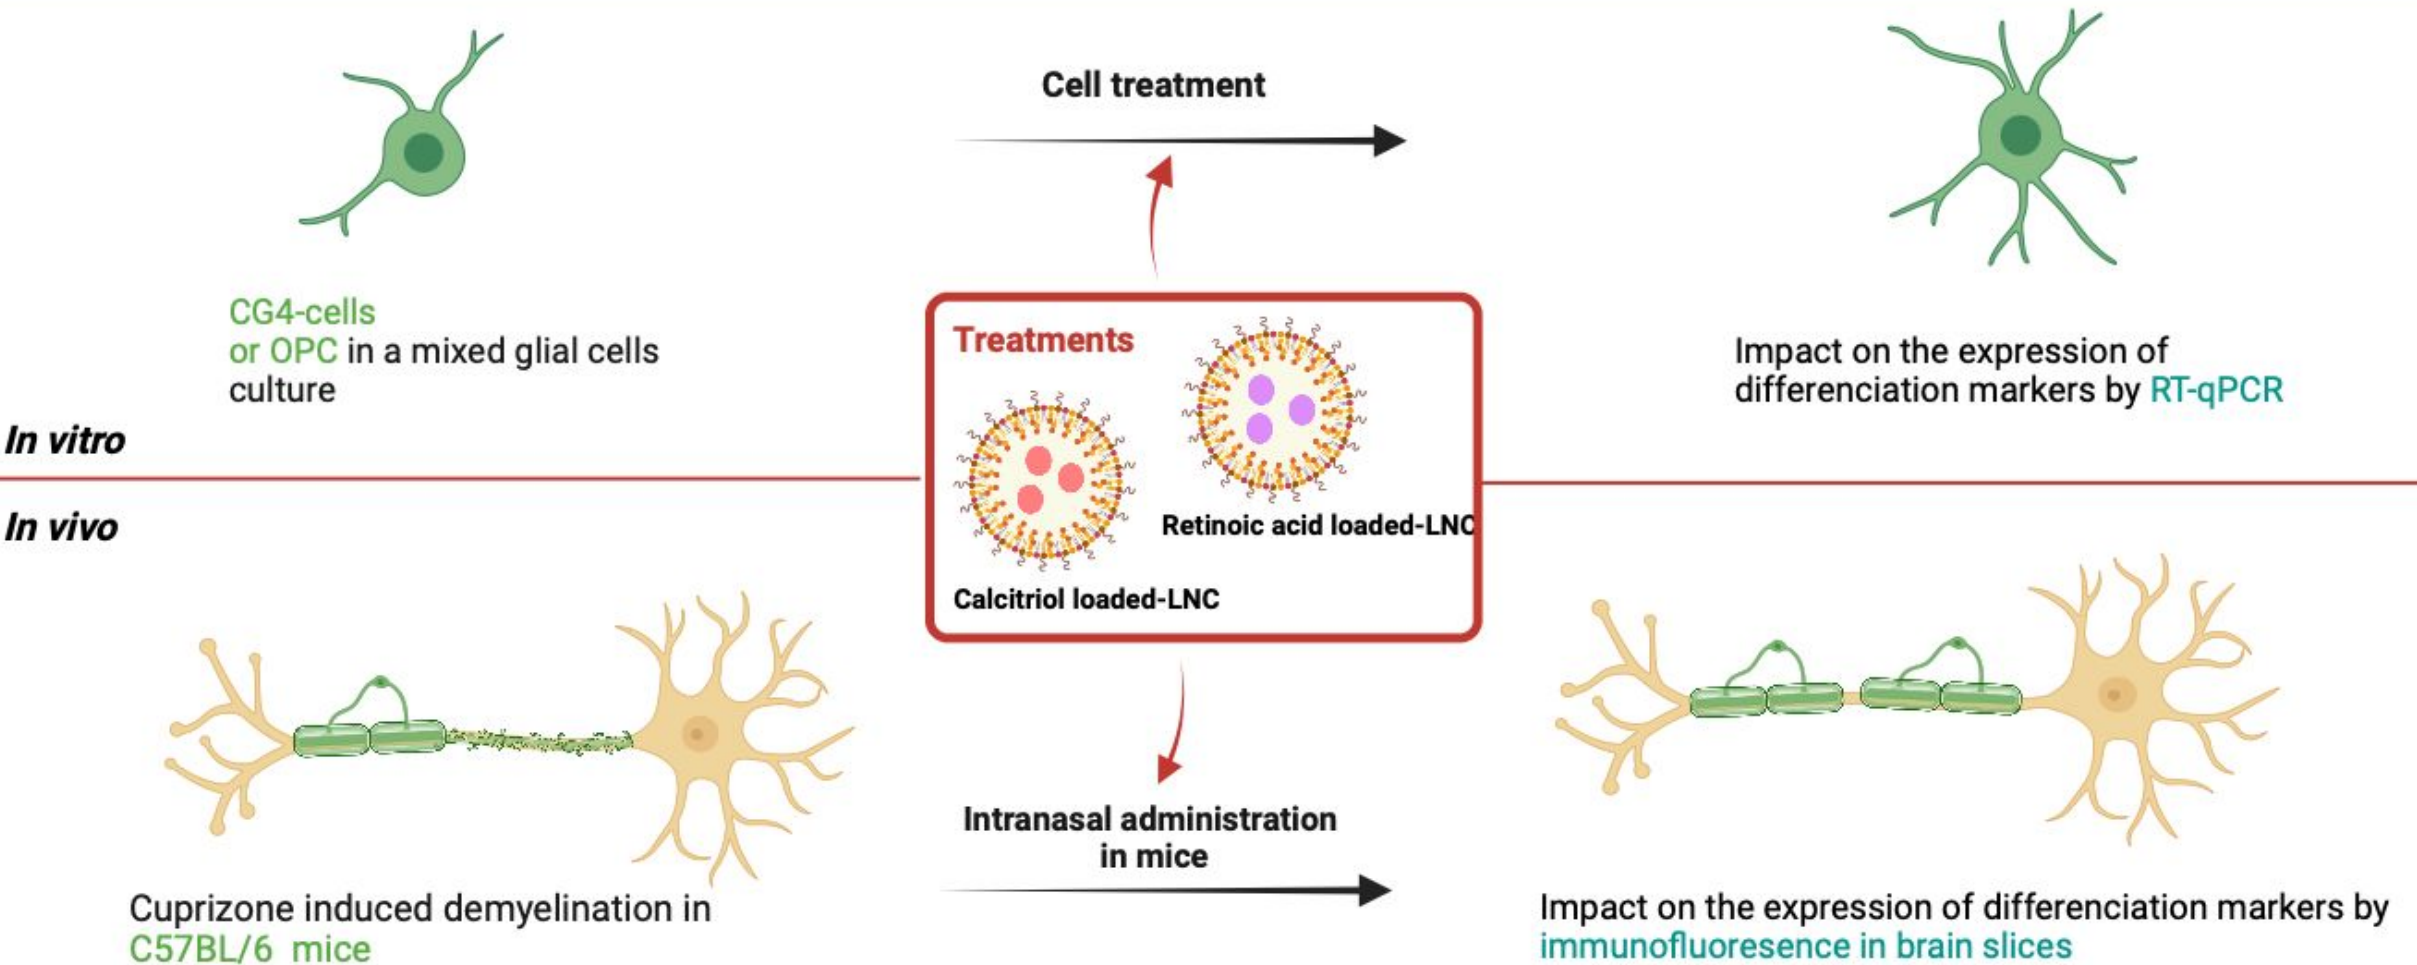 Cell treatment
CG4-cells
or OPC in a mixed glial cells
culture
Treatments
Retinoic acid loaded-LNC
Calcitriol loaded-LNC
Impact on the expression of
differenciation markers by RT-qPCR
In vitro
In vivo
Intranasal administration
in mice
Cuprizone induced demyelination in
C57BL/6 mice
Impact on the expression of differenciation markers by
immunofluoresence in brain slices